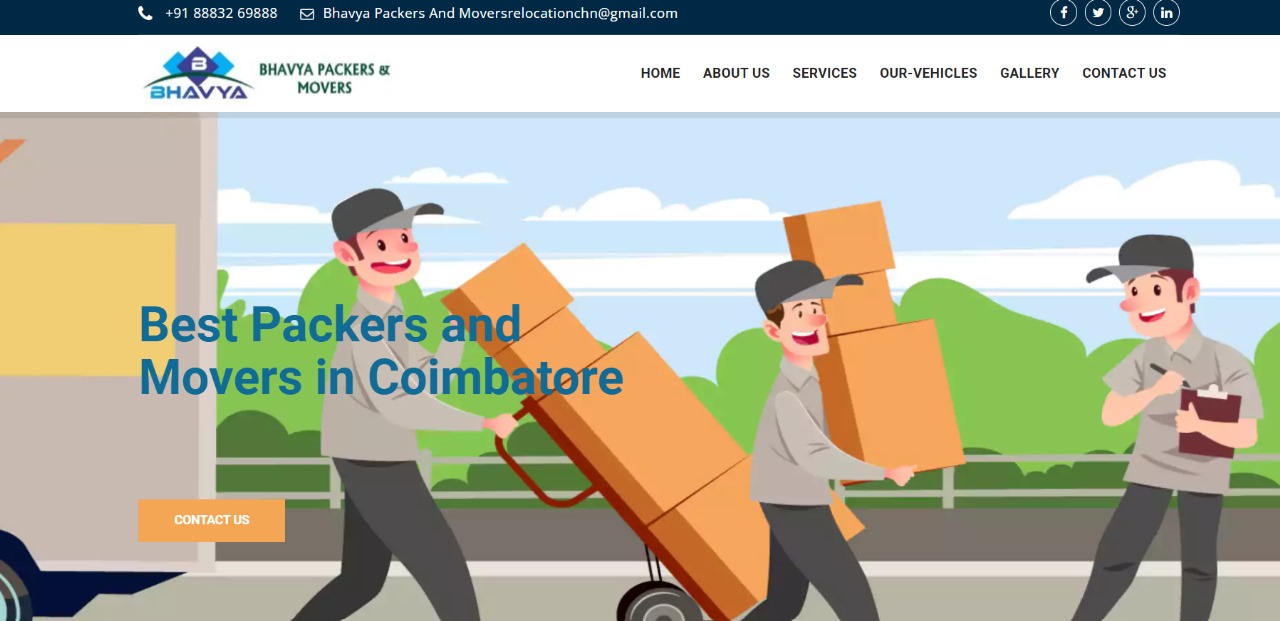 +91 88832 69888 Bhavya Packers And Moversrelocationchn@gmail.com
B
BHAVYA
BHAVYA PACKERS &
MOVERS
HOME ABOUT US SERVICES OUR-VEHICLES GALLERY CONTACT US
Best Packers and
Movers in Coimbatore
CONTACT US